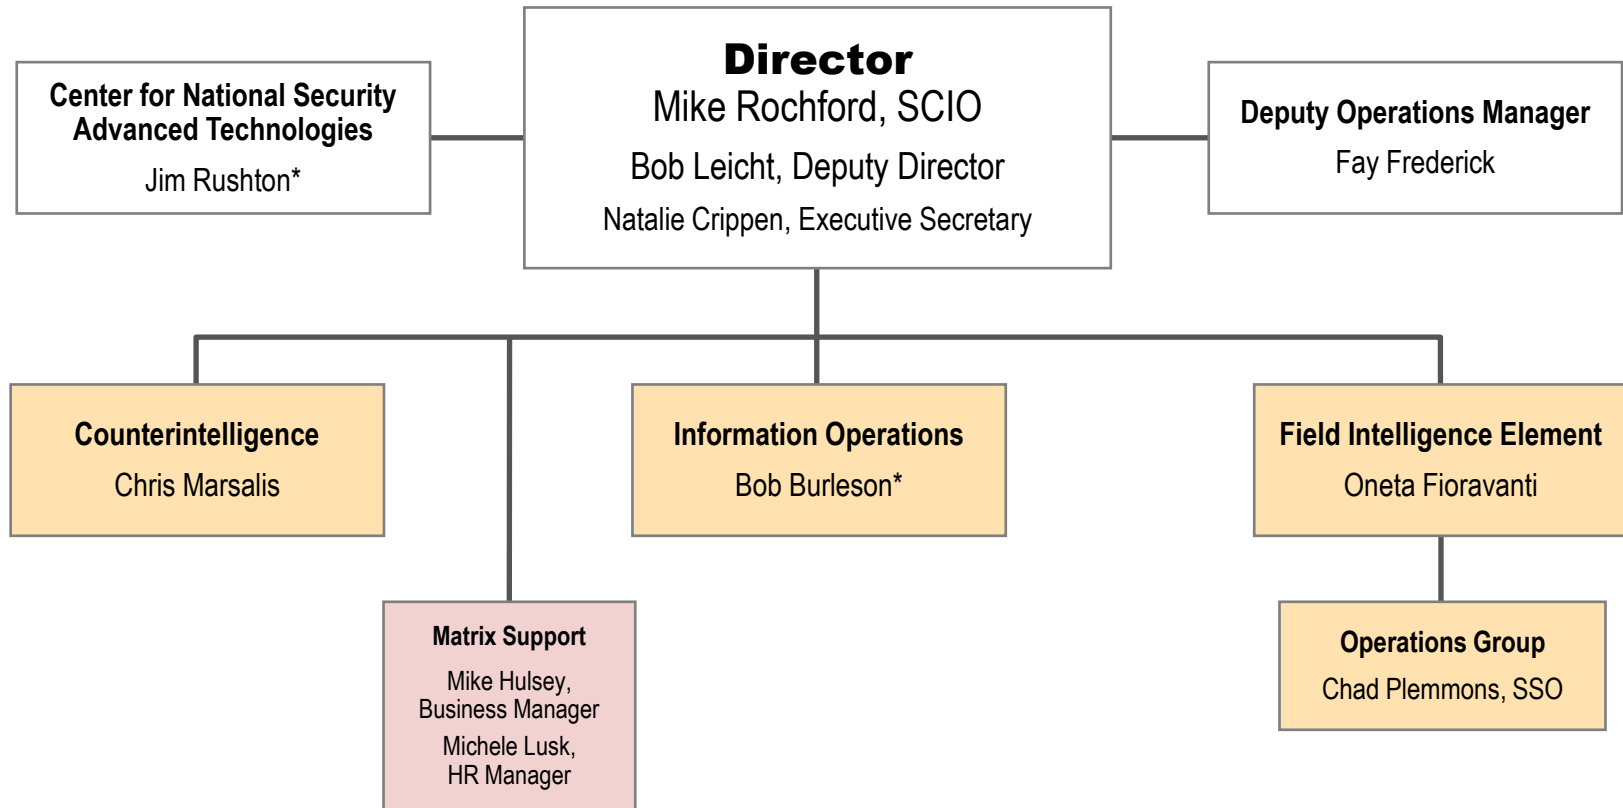 Director
Mike Rochford, SCIO
Bob Leicht, Deputy Director
Natalie Crippen, Executive Secretary
Center for National Security
Advanced Technologies
Jim Rushton*
Deputy Operations Manager
Fay Frederick
Counterintelligence
Chris Marsalis
Information Operations
Bob Burleson*
Field Intelligence Element
Oneta Fioravanti
Matrix Support
Mike Hulsey,
Business Manager
Michele Lusk,
HR Manager
Operations Group
Chad Plemmons, SSO